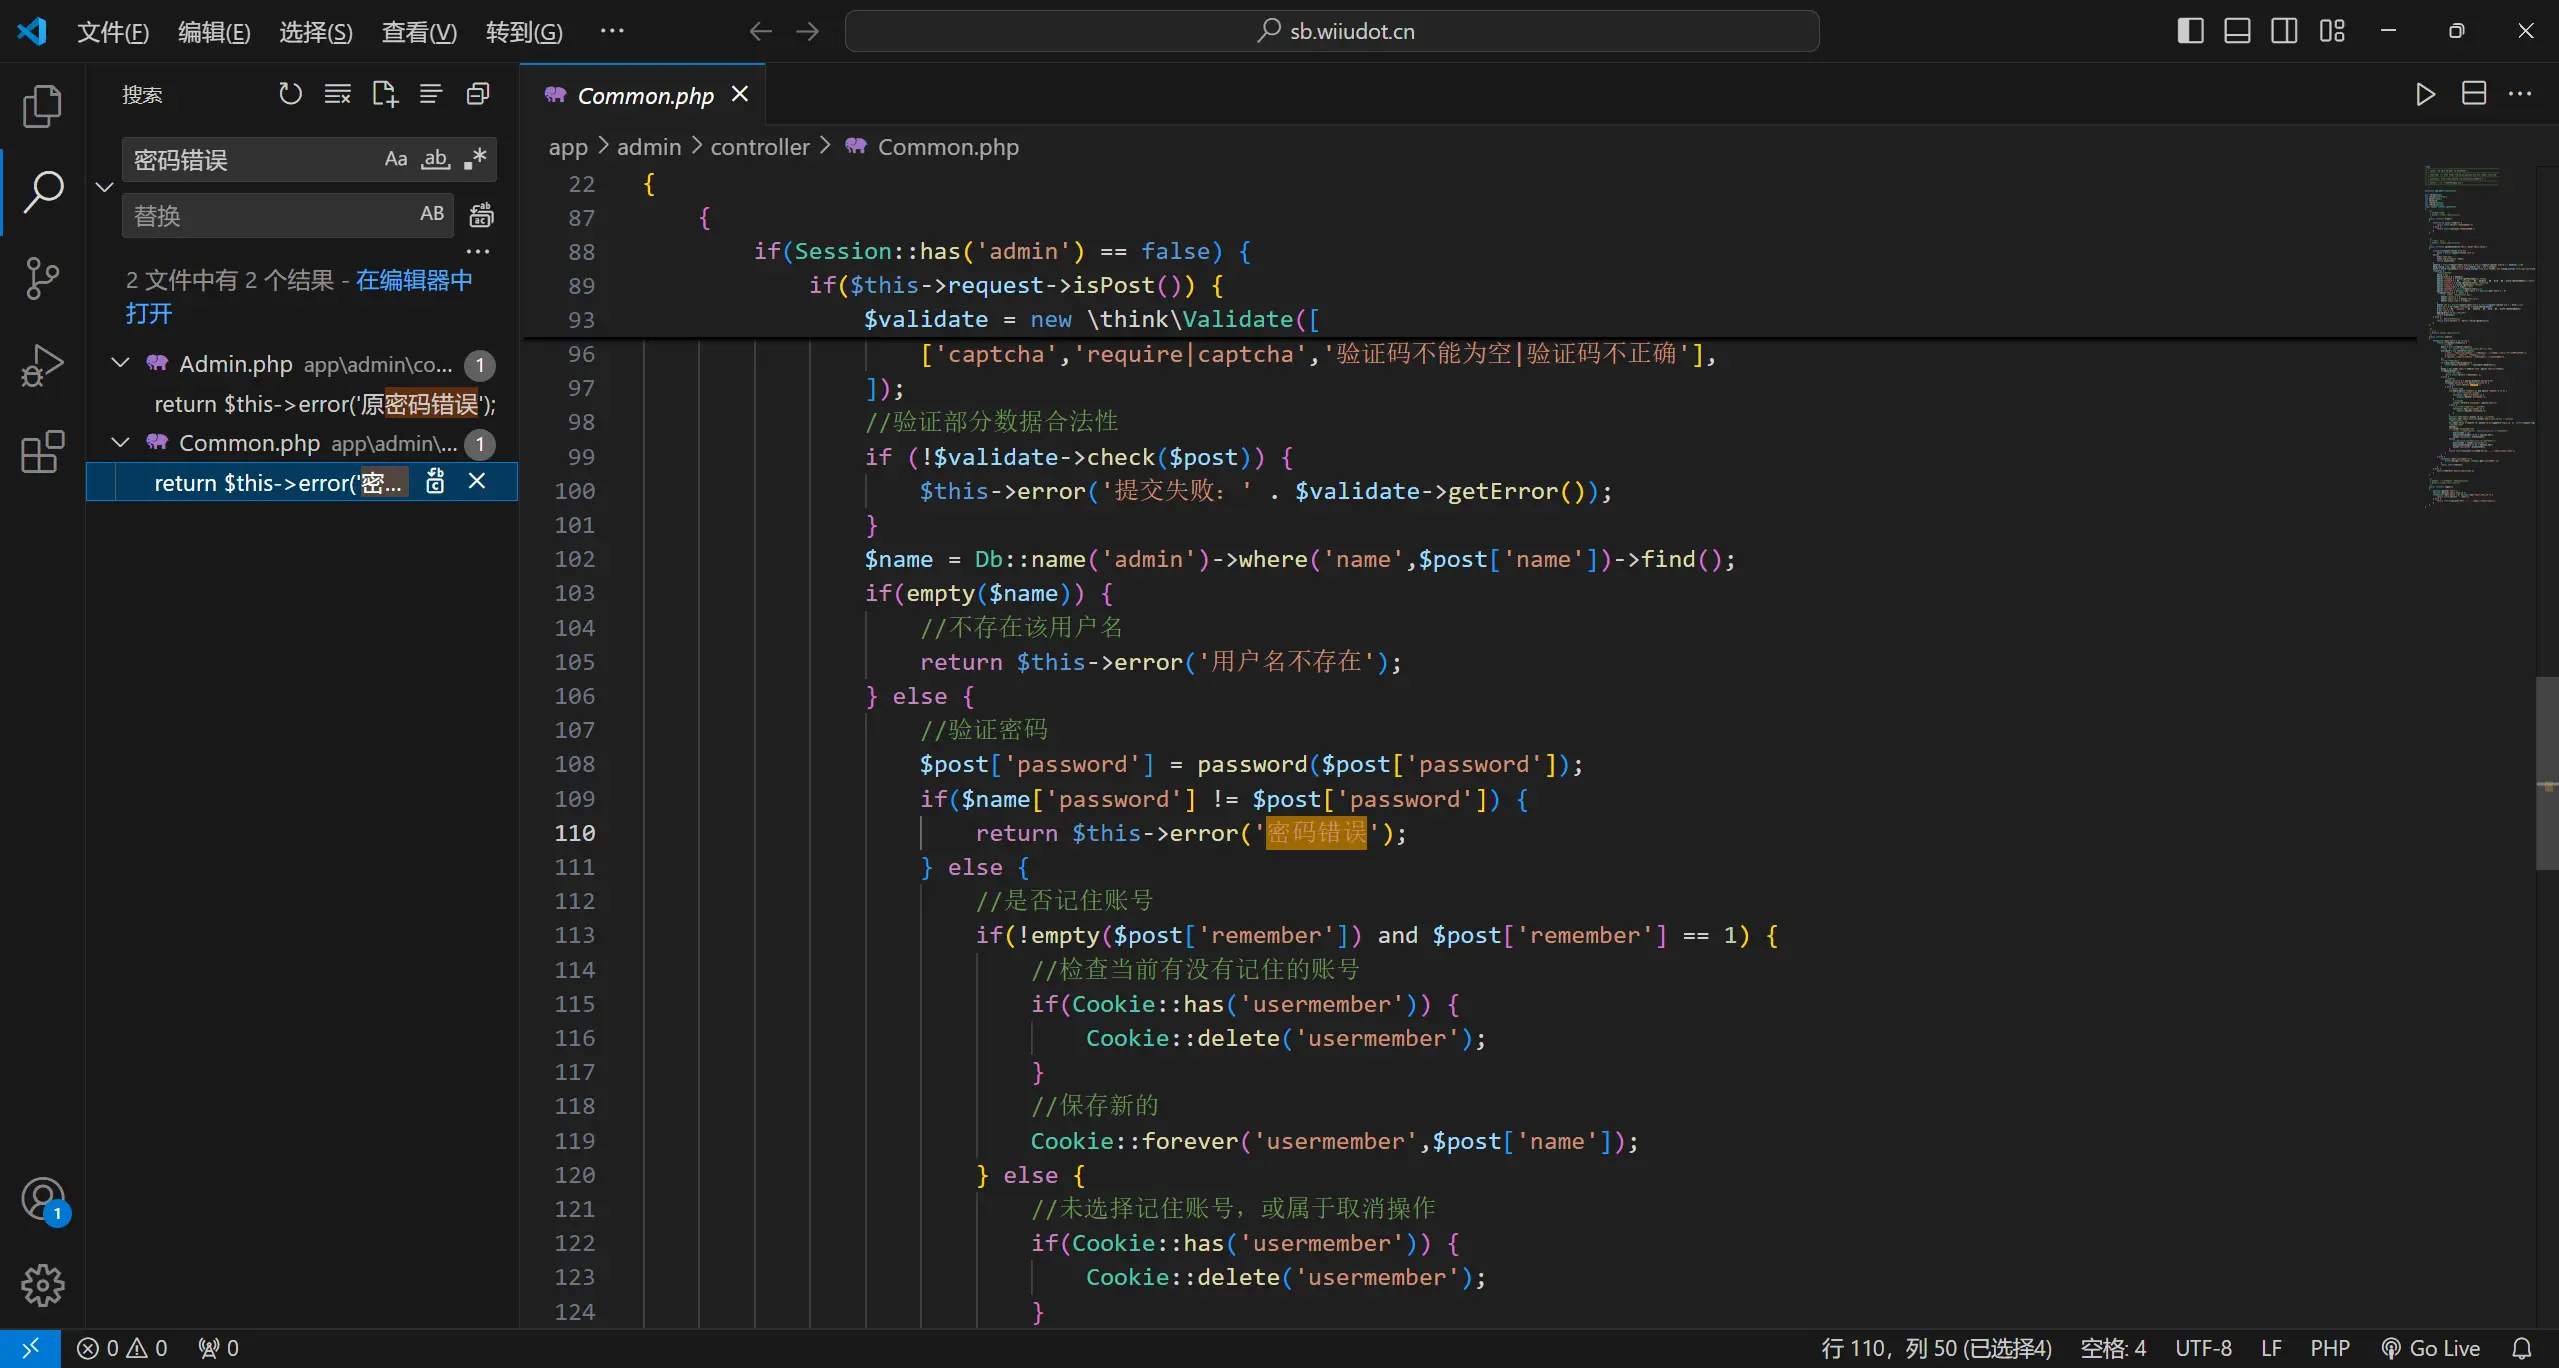 文件(F) 编辑(E) 选择(S) 查看(V) 转到(G) ··· sb.wiiudot.cn
搜索
密码错误 Aa ab
替换 AB
2 文件中有 2 个结果 - 在编辑器中
打开
Admin.php app\admin\co... 1
return $this->error('原密码错误');
Common.php app\admin\... 1
return $this->error('密...
1
Common.php
app > admin > controller > Common.php
22 {
87 {
88 if(Session::has('admin') == false) {
89 if($this->request->isPost()) {
93 $validate = new \think\Validate([
96 ['captcha','require|captcha','验证码不能为空|验证码不正确'],
97 ]);
98 //验证部分数据合法性
99 if (!$validate->check($post)) {
100 $this->error('提交失败：' . $validate->getError());
101 }
102 $name = Db::name('admin')->where('name',$post['name'])->find();
103 if(empty($name)) {
104 //不存在该用户名
105 return $this->error('用户名不存在');
106 } else {
107 //验证密码
108 $post['password'] = password($post['password']);
109 if($name['password'] != $post['password']) {
110 return $this->error('密码错误');
111 } else {
112 //是否记住账号
113 if(!empty($post['remember']) and $post['remember'] == 1) {
114 //检查当前有没有记住的账号
115 if(Cookie::has('usermember')) {
116 Cookie::delete('usermember');
117 }
118 //保存新的
119 Cookie::forever('usermember',$post['name']);
120 } else {
121 //未选择记住账号，或属于取消操作
122 if(Cookie::has('usermember')) {
123 Cookie::delete('usermember');
124 }
0 0 0 行 110，列 50 (已选择4) 空格: 4 UTF-8 LF PHP Go Live